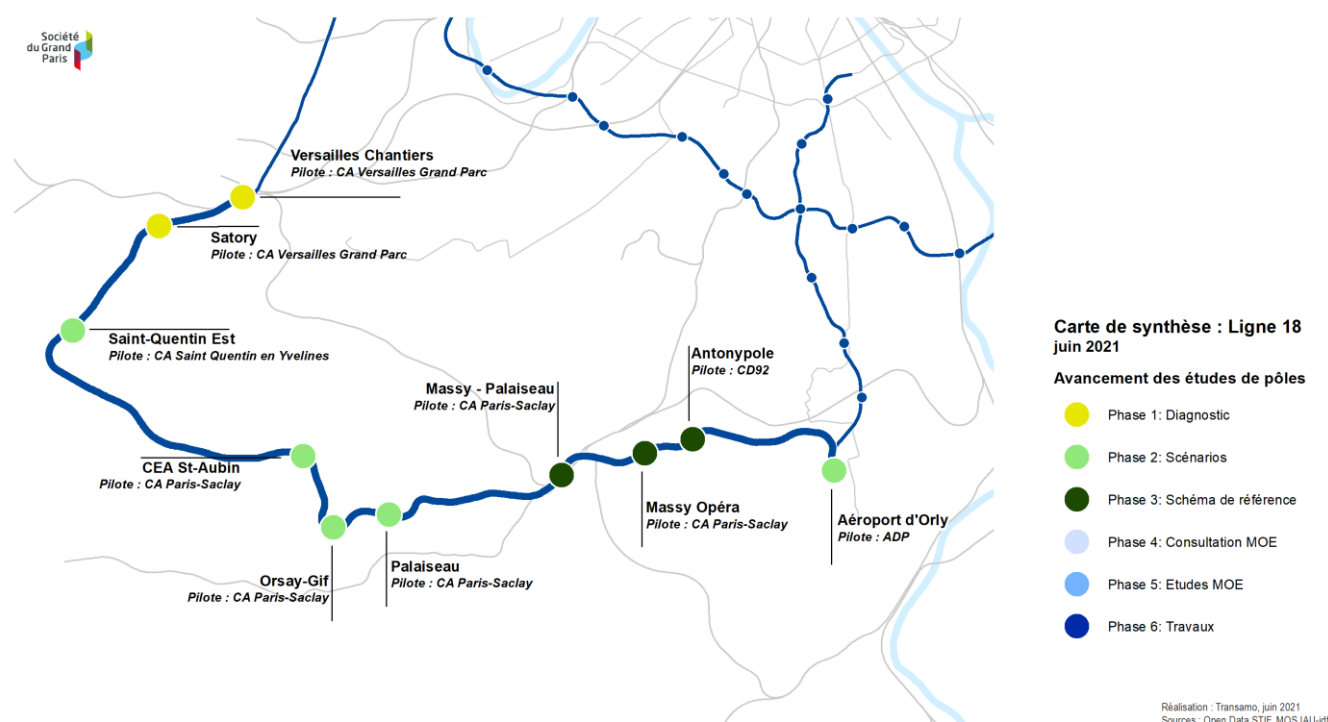 Société
du Grand
Paris
Versailles Chantiers
Pilote : CA Versailles Grand Parc
Satory
Pilote : CA Versailles Grand Parc
Saint-Quentin Est
Pilote : CA Saint Quentin en Yvelines
Antonypole
Pilote : CD92
Massy - Palaiseau
Pilote : CA Paris-Saclay
CEA St-Aubin
Pilote : CA Paris-Saclay
Massy Opéra
Pilote : CA Paris-Saclay
Aéroport d'Orly
Pilote : ADP
Orsay-Gif
Pilote : CA Paris-Saclay
Palaiseau
Pilote : CA Paris-Saclay
Carte de synthèse : Ligne 18
juin 2021
Avancement des études de pôles
Phase 1: Diagnostic
Phase 2: Scénarios
Phase 3: Schéma de référence
Phase 4: Consultation MOE
Phase 5: Etudes MOE
Phase 6: Travaux
Réalisation : Transamo, juin 2021
Sources : Open Data STIF, MOS IAU-idf